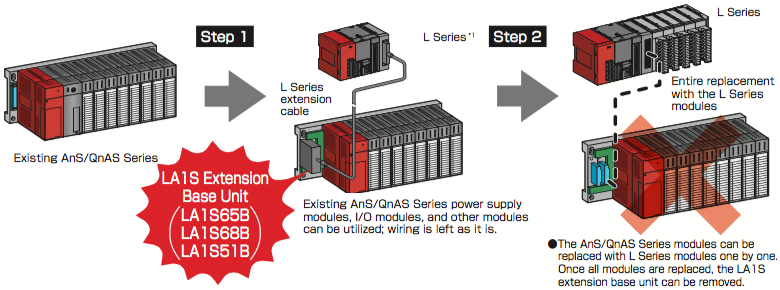 Step 1
Step 2
L Series
L Series*1
L Series
extension
cable
Entire replacement
with the L Series
modules
Existing AnS/QnAS Series
LA1S Extension
Base Unit
(LA1S65B
LA1S68B
LA1S51B)
Existing AnS/QnAS Series power supply
modules, I/O modules, and other modules
can be utilized; wiring is left as it is.
●The AnS/QnAS Series modules can be
replaced with L Series modules one by one.
Once all modules are replaced, the LA1S
extension base unit can be removed.